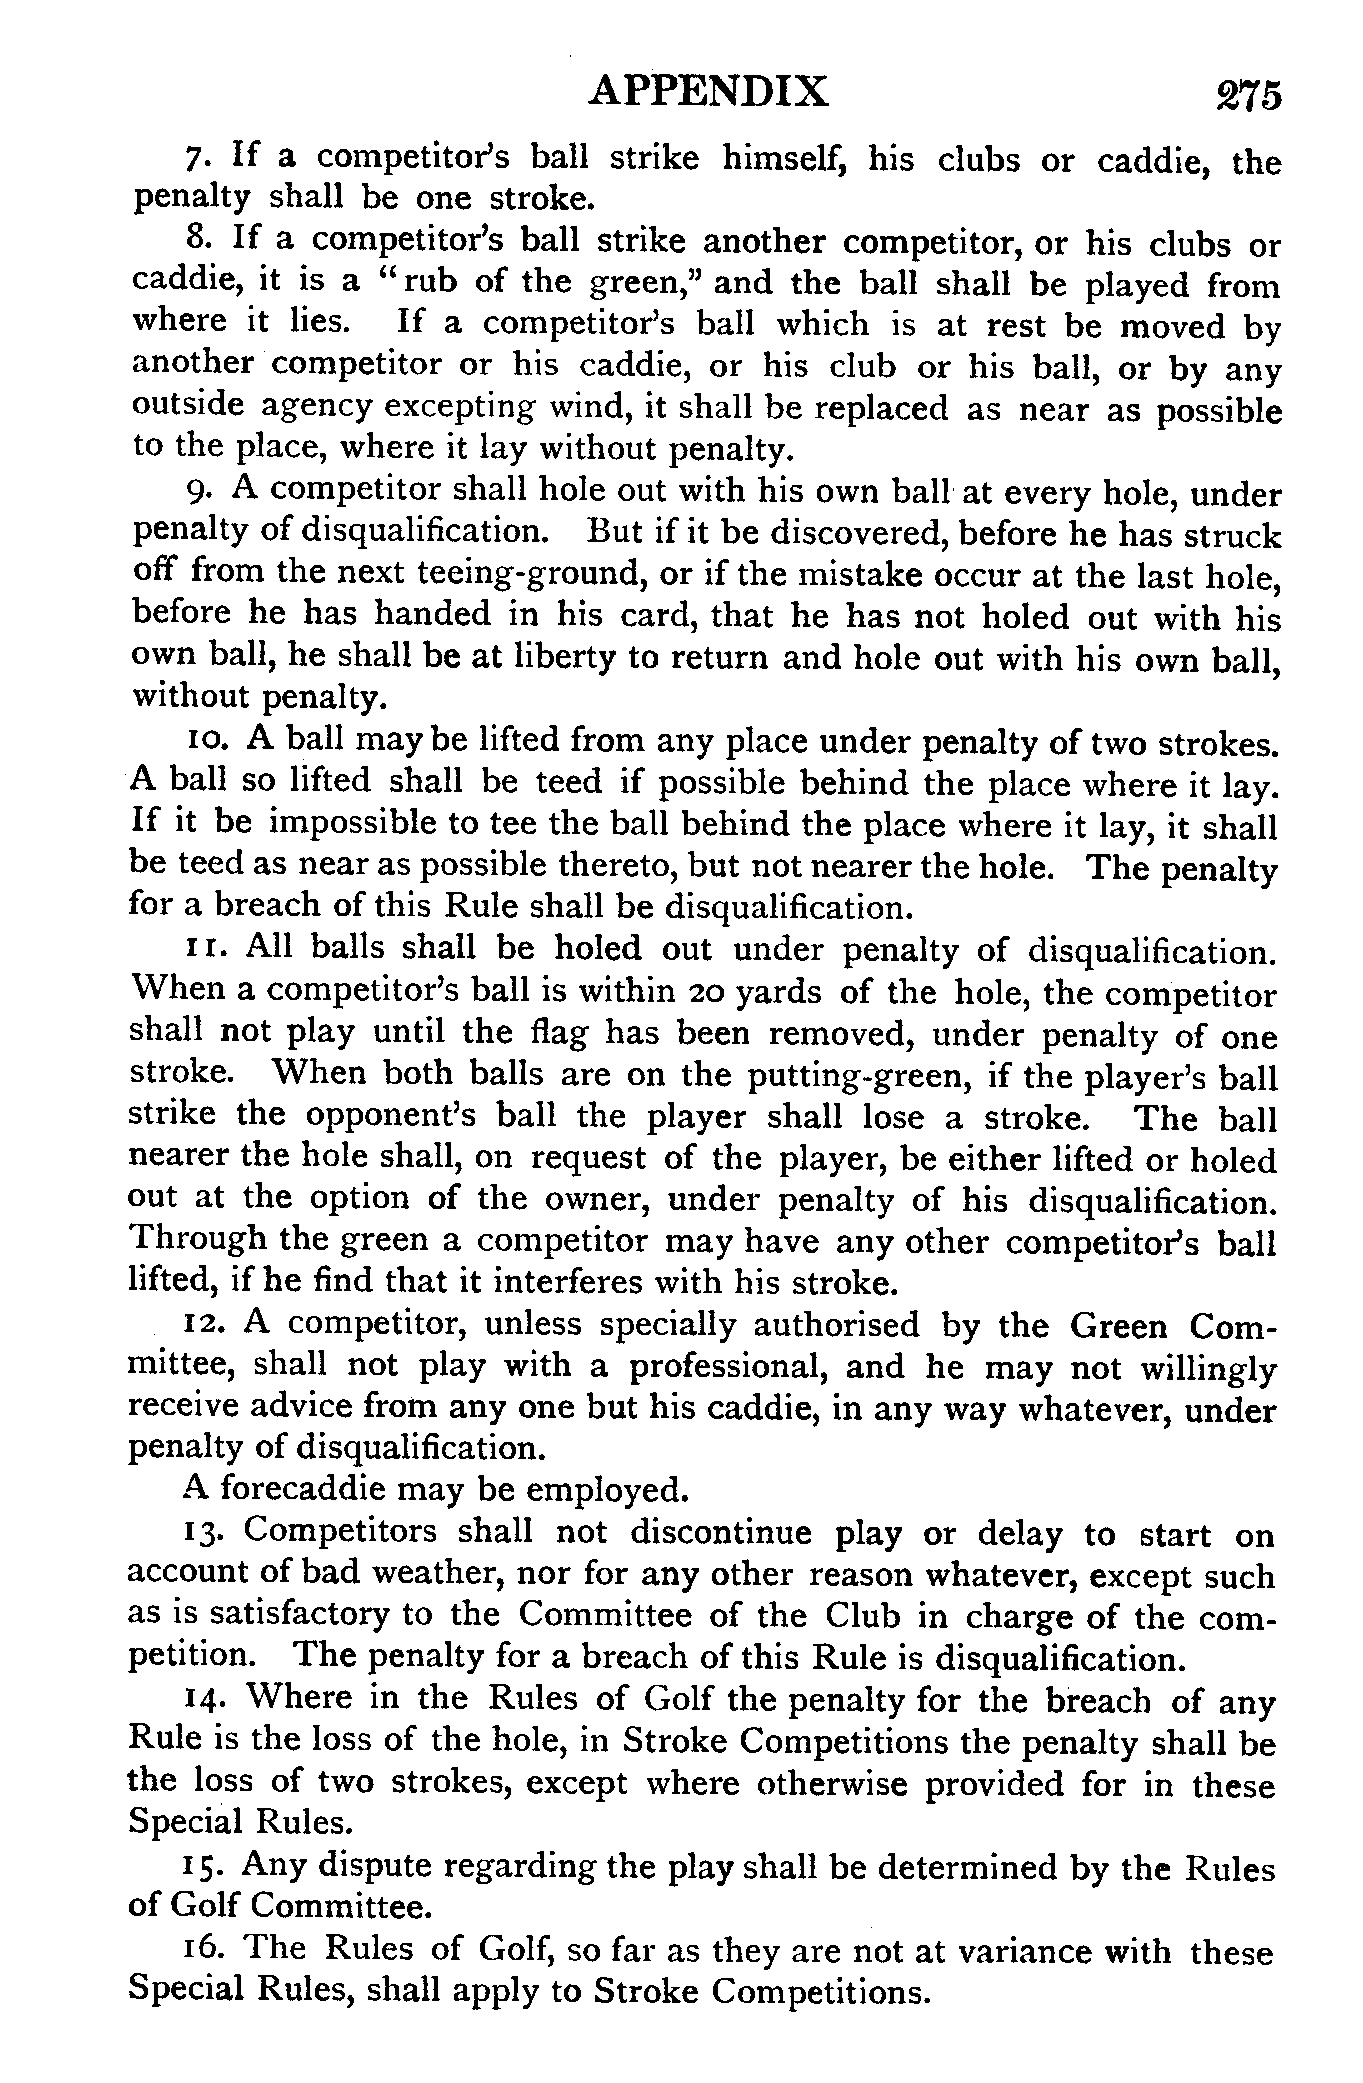 APPENDIX 275
7. If a competitor's ball strike himself, his clubs or caddie, the
penalty shall be one stroke.
8. If a competitor's ball strike another competitor, or his clubs or
caddie, it is a "rub of the green," and the ball shall be played from
where it lies. If a competitor's ball which is at rest be moved by
another competitor or his caddie, or his club or his ball, or by any
outside agency excepting wind, it shall be replaced as near as possible
to the place, where it lay without penalty.
9. A competitor shall hole out with his own ball at every hole, under
penalty of disqualification. But if it be discovered, before he has struck
off from the next teeing-ground, or if the mistake occur at the last hole,
before he has handed in his card, that he has not holed out with his
own ball, he shall be at liberty to return and hole out with his own ball,
without penalty.
10. A ball may be lifted from any place under penalty of two strokes.
A ball so lifted shall be teed if possible behind the place where it lay.
If it be impossible to tee the ball behind the place where it lay, it shall
be teed as near as possible thereto, but not nearer the hole. The penalty
for a breach of this Rule shall be disqualification.
11. All balls shall be holed out under penalty of disqualification.
When a competitor's ball is within 20 yards of the hole, the competitor
shall not play until the flag has been removed, under penalty of one
stroke. When both balls are on the putting-green, if the player's ball
strike the opponent's ball the player shall lose a stroke. The ball
nearer the hole shall, on request of the player, be either lifted or holed
out at the option of the owner, under penalty of his disqualification.
Through the green a competitor may have any other competitor's ball
lifted, if he find that it interferes with his stroke.
12. A competitor, unless specially authorised by the Green Com-
mittee, shall not play with a professional, and he may not willingly
receive advice from any one but his caddie, in any way whatever, under
penalty of disqualification.
A forecaddie may be employed.
13. Competitors shall not discontinue play or delay to start on
account of bad weather, nor for any other reason whatever, except such
as is satisfactory to the Committee of the Club in charge of the com-
petition. The penalty for a breach of this Rule is disqualification.
14. Where in the Rules of Golf the penalty for the breach of any
Rule is the loss of the hole, in Stroke Competitions the penalty shall be
the loss of two strokes, except where otherwise provided for in these
Special Rules.
15. Any dispute regarding the play shall be determined by the Rules
of Golf Committee.
16. The Rules of Golf, so far as they are not at variance with these
Special Rules, shall apply to Stroke Competitions.